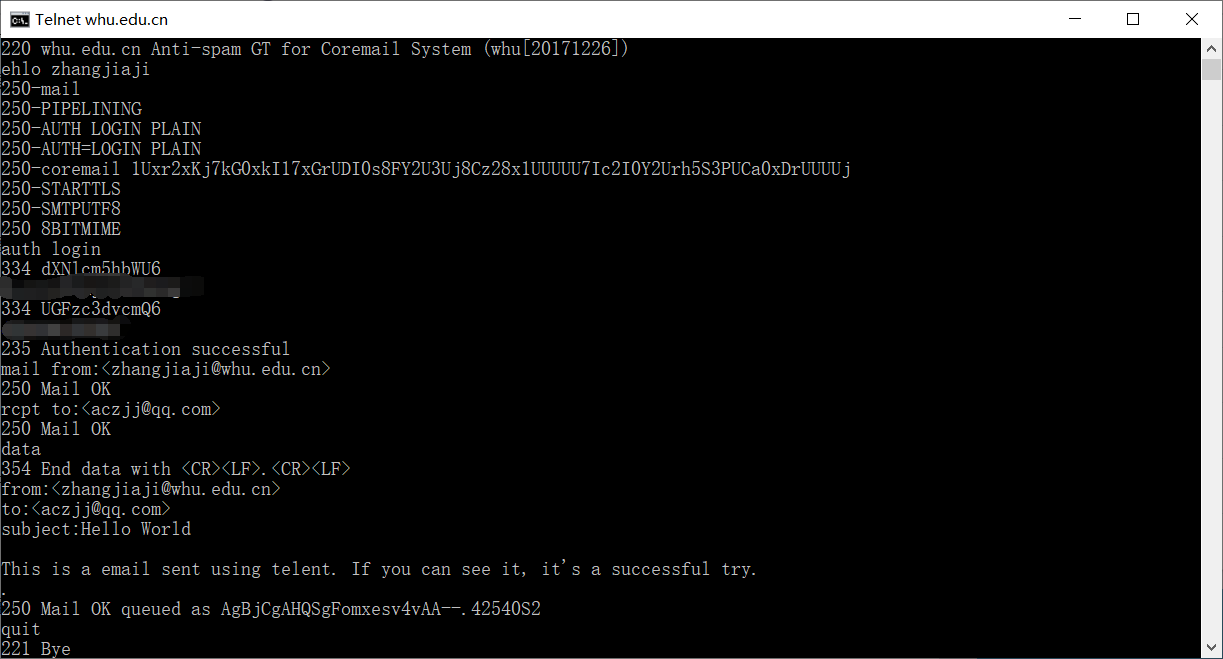 Telnet whu.edu.cn
220 whu.edu.cn Anti-spam GT for Coremail System (whu[20171226])
ehlo zhangjiaji
250-mail
250-PIPELINING
250-AUTH LOGIN PLAIN
250-AUTH=LOGIN PLAIN
250-coremail 1Uxr2xKj7kG0xkI17xGrUDI0s8FY2U3Uj8Cz28x1UUUUU7Ic2I0Y2Urh5S3PUCa0xDrUUUUj
250-STARTTLS
250-SMTPUTF8
250 8BITMIME
auth login
334 dXNlcm5hbWU6
334 UGFzc3dvcmQ6
235 Authentication successful
mail from:<zhangjiaji@whu.edu.cn>
250 Mail OK
rcpt to:<aczjj@qq.com>
250 Mail OK
data
354 End data with <CR><LF>.<CR><LF>
from:<zhangjiaji@whu.edu.cn>
to:<aczjj@qq.com>
subject:Hello World
This is a email sent using telent. If you can see it, it's a successful try.
.
250 Mail OK queued as AgBjCgAHQSgFomxesv4vAA--.42540S2
quit
221 Bye